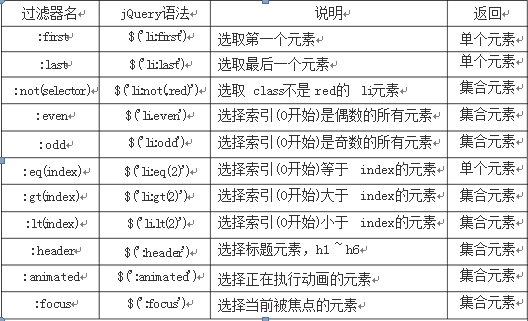 过滤器名 jQuery语法 说明 返回
:first $('li:first') 选取第一个元素 单个元素
:last $('li:last') 选取最后一个元素 单个元素
:not(selector) $('li:not(.red)') 选取 class不是red的 li元素 集合元素
:even $('li:even') 选择索引(0开始)是偶数的所有元素 集合元素
:odd $('li:odd') 选择索引(0开始)是奇数的所有元素 集合元素
:eq(index) $('li:eq(2)') 选择索引(0开始)等于 index的元素 单个元素
:gt(index) $('li:gt(2)') 选择索引(0开始)大于 index的元素 集合元素
:lt(index) $('li.lt(2)') 选择索引(0开始)小于 index的元素 集合元素
:header $(':header') 选择标题元素，h1～h6 集合元素
:animated $(':animated') 选择正在执行动画的元素 集合元素
:focus $(':focus') 选择当前被焦点的元素 集合元素